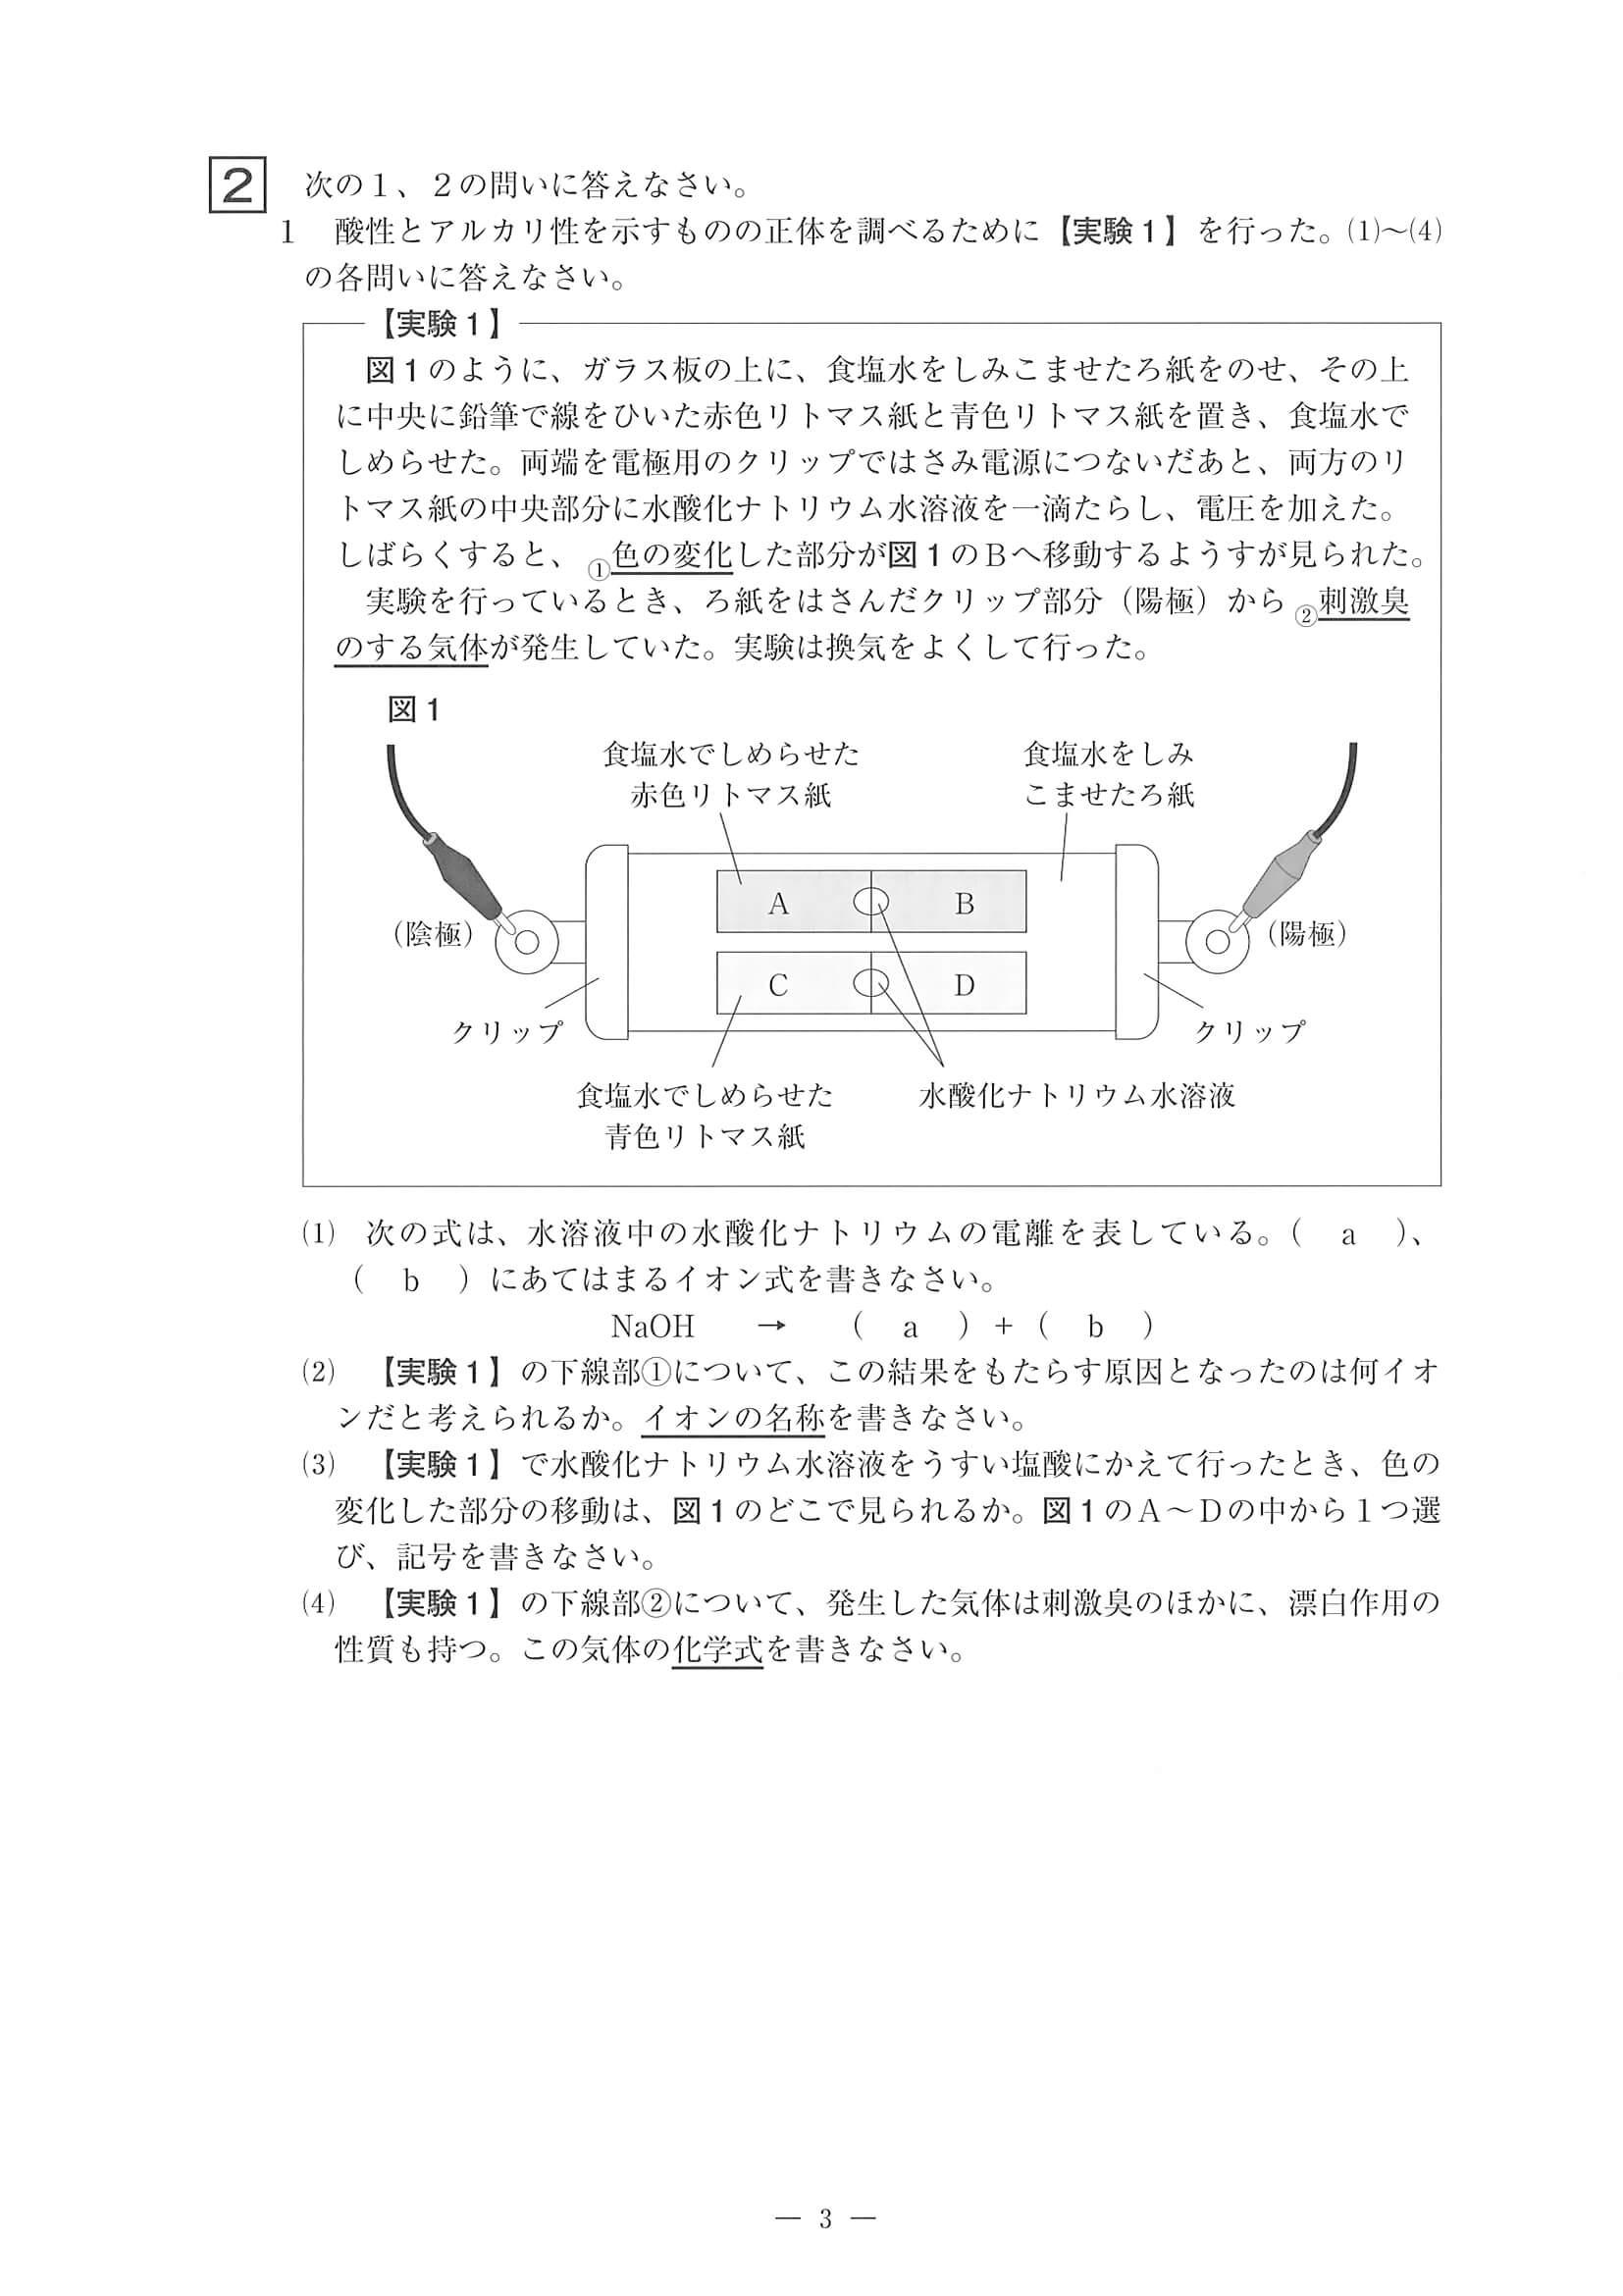 2 次の１、２の問いに答えなさい。
1 酸性とアルカリ性を示すものの正体を調べるために【実験１】を行った。⑴～⑷
の各問いに答えなさい。
【実験１】
図１のように、ガラス板の上に、食塩水をしみこませたろ紙をのせ、その上
に中央に鉛筆で線をひいた赤色リトマス紙と青色リトマス紙を置き、食塩水で
しめらせた。両端を電極用のクリップではさみ電源につないだあと、両方のリ
トマス紙の中央部分に水酸化ナトリウム水溶液を一滴たらし、電圧を加えた。
しばらくすると、①色の変化した部分が図１のＢへ移動するようすが見られた。
実験を行っているとき、ろ紙をはさんだクリップ部分（陽極）から②刺激臭
のする気体が発生していた。実験は換気をよくして行った。
図１
食塩水でしめらせた
赤色リトマス紙
食塩水をしみ
こませたろ紙
A
B
（陰極）
（陽極）
C
D
クリップ
クリップ
食塩水でしめらせた
青色リトマス紙
水酸化ナトリウム水溶液
⑴ 次の式は、水溶液中の水酸化ナトリウムの電離を表している。（　ａ　）、
（　ｂ　）にあてはまるイオン式を書きなさい。
NaOH → （　ａ　）＋（　ｂ　）
⑵ 【実験１】の下線部①について、この結果をもたらす原因となったのは何イオ
ンだと考えられるか。イオンの名称を書きなさい。
⑶ 【実験１】で水酸化ナトリウム水溶液をうすい塩酸にかえて行ったとき、色の
変化した部分の移動は、図１のどこで見られるか。図１のＡ～Ｄの中から１つ選
び、記号を書きなさい。
⑷ 【実験１】の下線部②について、発生した気体は刺激臭のほかに、漂白作用の
性質も持つ。この気体の化学式を書きなさい。
― 3 ―